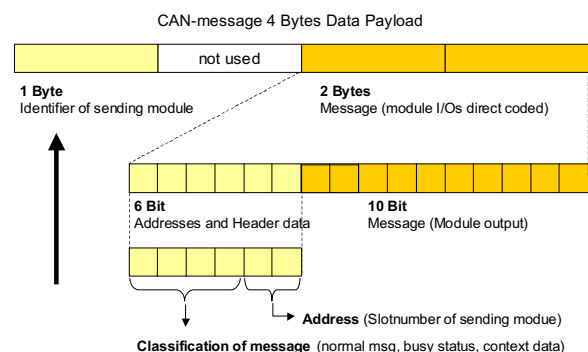 CAN-message 4 Bytes Data Payload
not used
1 Byte
Identifier of sending module
2 Bytes
Message (module I/Os direct coded)
6 Bit
Addresses and Header data
10 Bit
Message (Module output)
Address (Slotnumber of sending modue)
Classification of message (normal msg, busy status, context data)